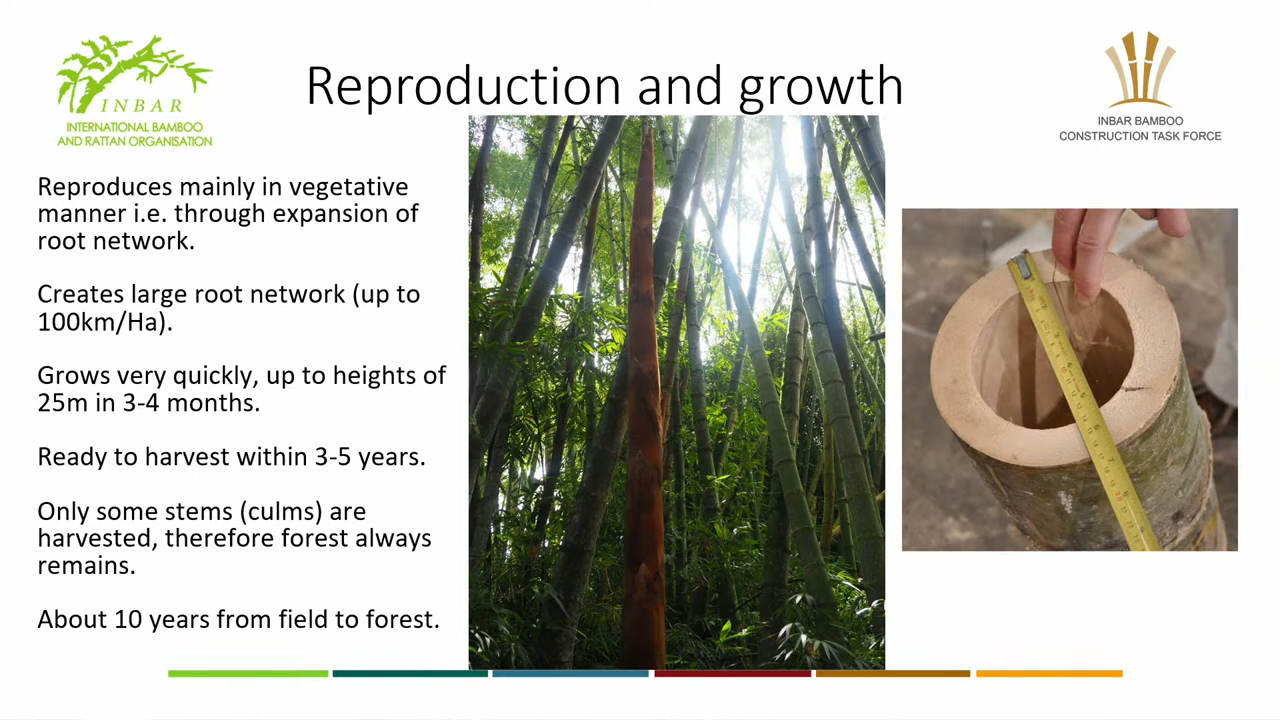 Reproduction and growth
INBAR
INTERNATIONAL BAMBOO
AND RATTAN ORGANISATION
INBAR BAMBOO
CONSTRUCTION TASK FORCE
Reproduces mainly in vegetative
manner i.e. through expansion of
root network.
Creates large root network (up to
100km/Ha).
Grows very quickly, up to heights of
25m in 3-4 months.
Ready to harvest within 3-5 years.
Only some stems (culms) are
harvested, therefore forest always
remains.
About 10 years from field to forest.